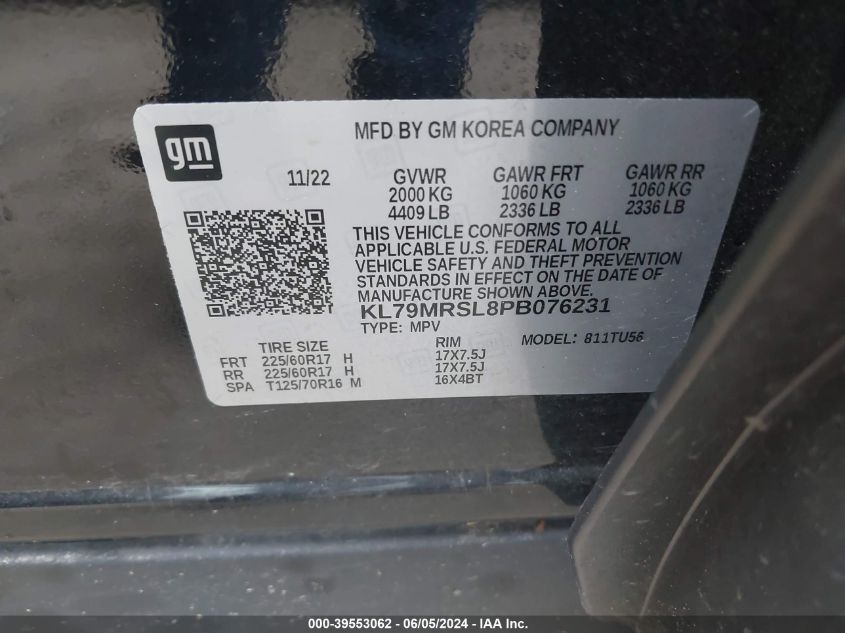 gm
MFD BY GM KOREA COMPANY
11/22 GVWR GAWR FRT GAWR RR
2000 KG 1060 KG 1060 KG
4409 LB 2336 LB 2336 LB
THIS VEHICLE CONFORMS TO ALL
APPLICABLE U.S. FEDERAL MOTOR
VEHICLE SAFETY AND THEFT PREVENTION
STANDARDS IN EFFECT ON THE DATE OF
MANUFACTURE SHOWN ABOVE.
KL79MRSL8PB076231
TYPE: MPV MODEL: 811TU56
TIRE SIZE RIM
FRT 225/60R17 H 17X7.5J
RR 225/60R17 H 17X7.5J
SPA T125/70R16 M 16X4BT
000-39553062 - 06/05/2024 - IAA Inc.